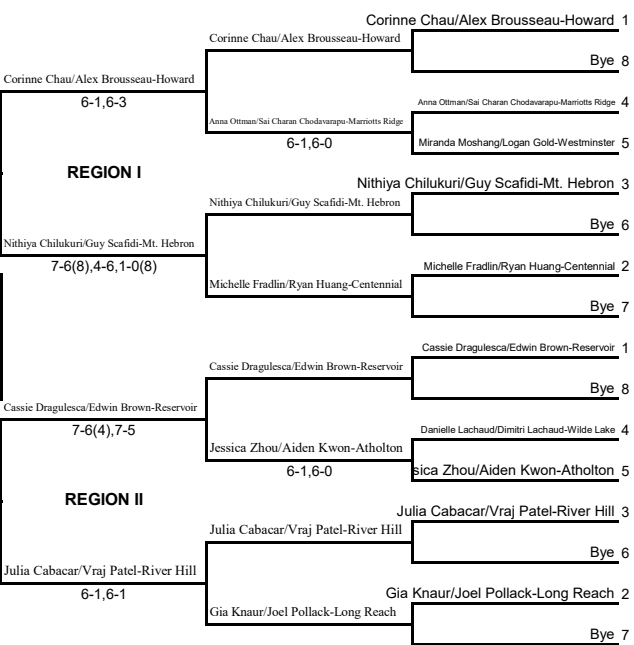 Corinne Chau/Alex Brousseau-Howard 1
Corinne Chau/Alex Brousseau-Howard
Bye 8
Corinne Chau/Alex Brousseau-Howard
6-1,6-3
Anna Ottman/Sai Charan Chodavarapu-Marriotts Ridge 4
Anna Ottman/Sai Charan Chodavarapu-Marriotts Ridge
6-1,6-0
Miranda Moshang/Logan Gold-Westminster 5
REGION I
Nithiya Chilukuri/Guy Scafidi-Mt. Hebron 3
Nithiya Chilukuri/Guy Scafidi-Mt. Hebron
Bye 6
Nithiya Chilukuri/Guy Scafidi-Mt. Hebron
7-6(8),4-6,1-0(8)
Michelle Fradlin/Ryan Huang-Centennial 2
Michelle Fradlin/Ryan Huang-Centennial
Bye 7
Cassie Dragulesca/Edwin Brown-Reservoir 1
Cassie Dragulesca/Edwin Brown-Reservoir
Bye 8
Cassie Dragulesca/Edwin Brown-Reservoir
7-6(4),7-5
Danielle Lachaud/Dimitri Lachaud-Wilde Lake 4
Jessica Zhou/Aiden Kwon-Atholton
6-1,6-0
sica Zhou/Aiden Kwon-Atholton 5
REGION II
Julia Cabacar/Vraj Patel-River Hill 3
Julia Cabacar/Vraj Patel-River Hill
Bye 6
Julia Cabacar/Vraj Patel-River Hill
6-1,6-1
Gia Knaur/Joel Pollack-Long Reach 2
Gia Knaur/Joel Pollack-Long Reach
Bye 7